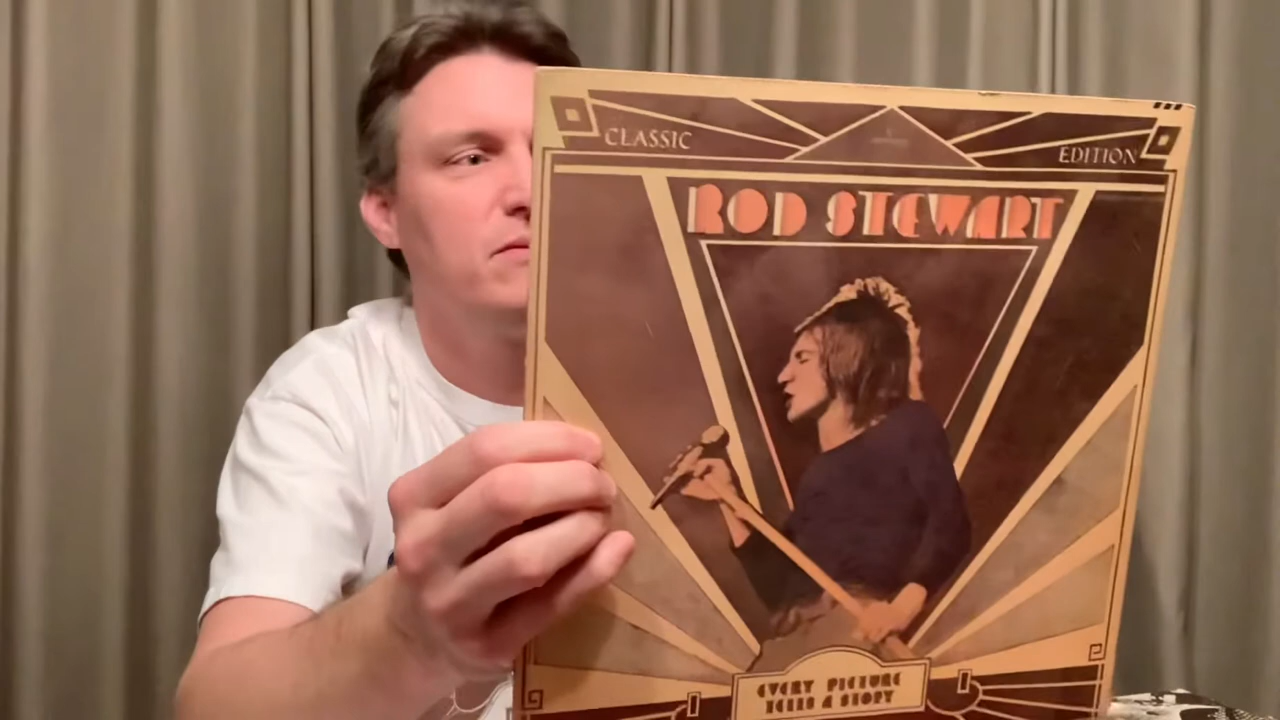 CLASSIC EDITION
ROD STEWART
EVERY PICTURE
TELLS A STORY